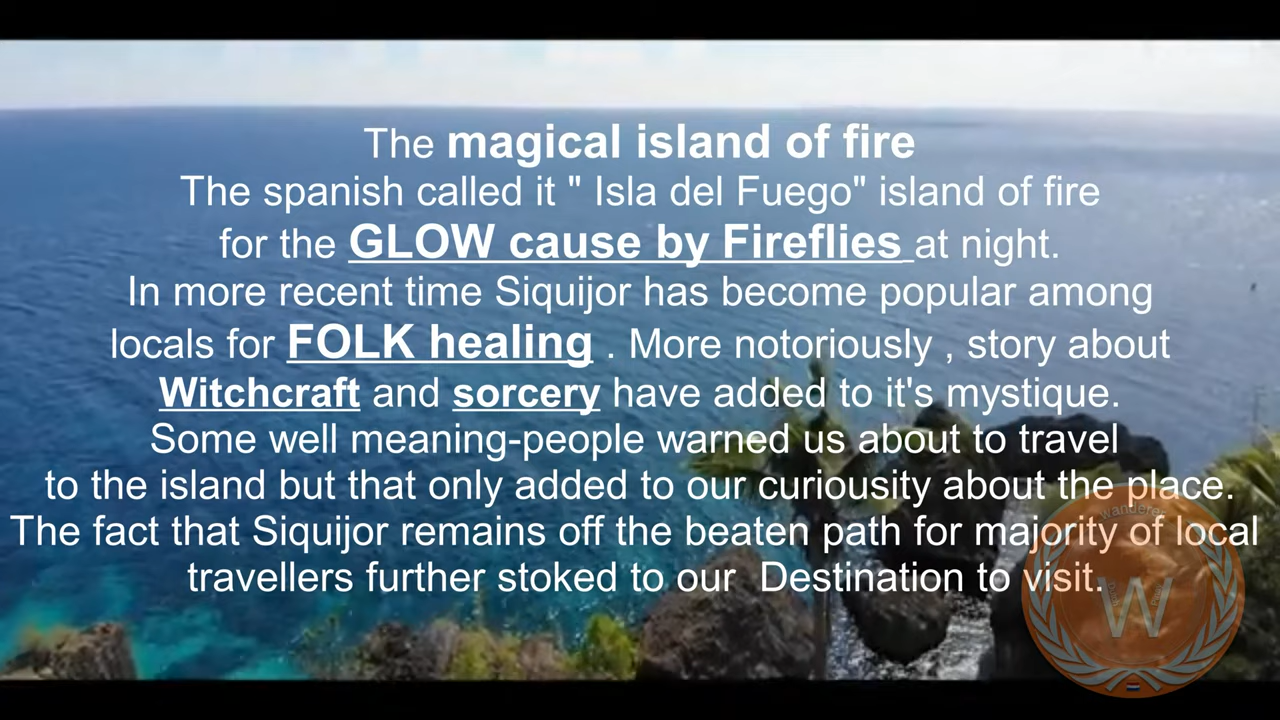 The magical island of fire
The spanish called it " Isla del Fuego" island of fire
for the GLOW cause by Fireflies at night.
In more recent time Siquijor has become popular among
locals for FOLK healing . More notoriously , story about
Witchcraft and sorcery have added to it's mystique.
Some well meaning-people warned us about to travel
to the island but that only added to our curiousity about the place.
The fact that Siquijor remains off the beaten path for majority of local
travellers further stoked to our  Destination to visit.
wanderer
W